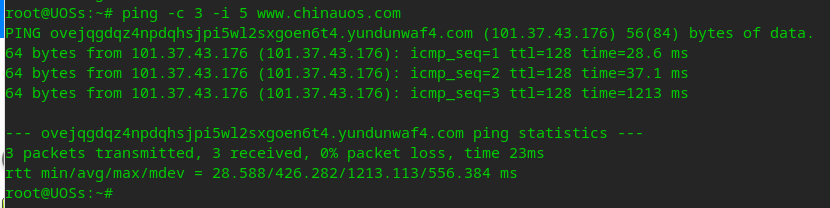 root@UOSs:~# ping -c 3 -i 5 www.chinauos.com
PING ovejqgdqz4npdqhsjpi5wl2sxgoen6t4.yundunwaf4.com (101.37.43.176) 56(84) bytes of data.
64 bytes from 101.37.43.176 (101.37.43.176): icmp_seq=1 ttl=128 time=28.6 ms
64 bytes from 101.37.43.176 (101.37.43.176): icmp_seq=2 ttl=128 time=37.1 ms
64 bytes from 101.37.43.176 (101.37.43.176): icmp_seq=3 ttl=128 time=1213 ms

--- ovejqgdqz4npdqhsjpi5wl2sxgoen6t4.yundunwaf4.com ping statistics ---
3 packets transmitted, 3 received, 0% packet loss, time 23ms
rtt min/avg/max/mdev = 28.588/426.282/1213.113/556.384 ms
root@UOSs:~#